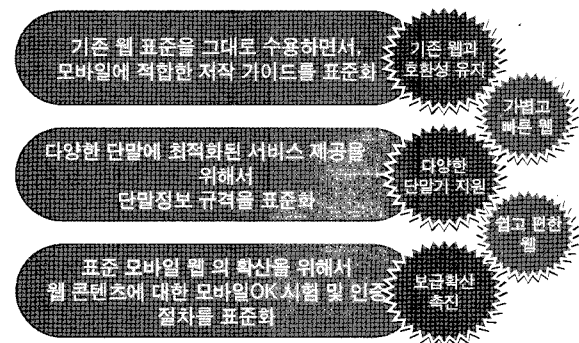 기존 웹 표준을 그대로 수용하면서,
모바일에 적합한 저작 가이드를 표준화
기존 웹과
호환성 유지
가볍고
빠른 웹
다양한 단말에 최적화된 서비스 제공을
위해서
단말정보 규격을 표준화
다양한
단말기 지원
쉽고 편한
웹
표준 모바일 웹 의 확산을 위해서
웹 콘텐츠에 대한 모바일OK 시험 및 인증
절차를 표준화
보급확산
촉진